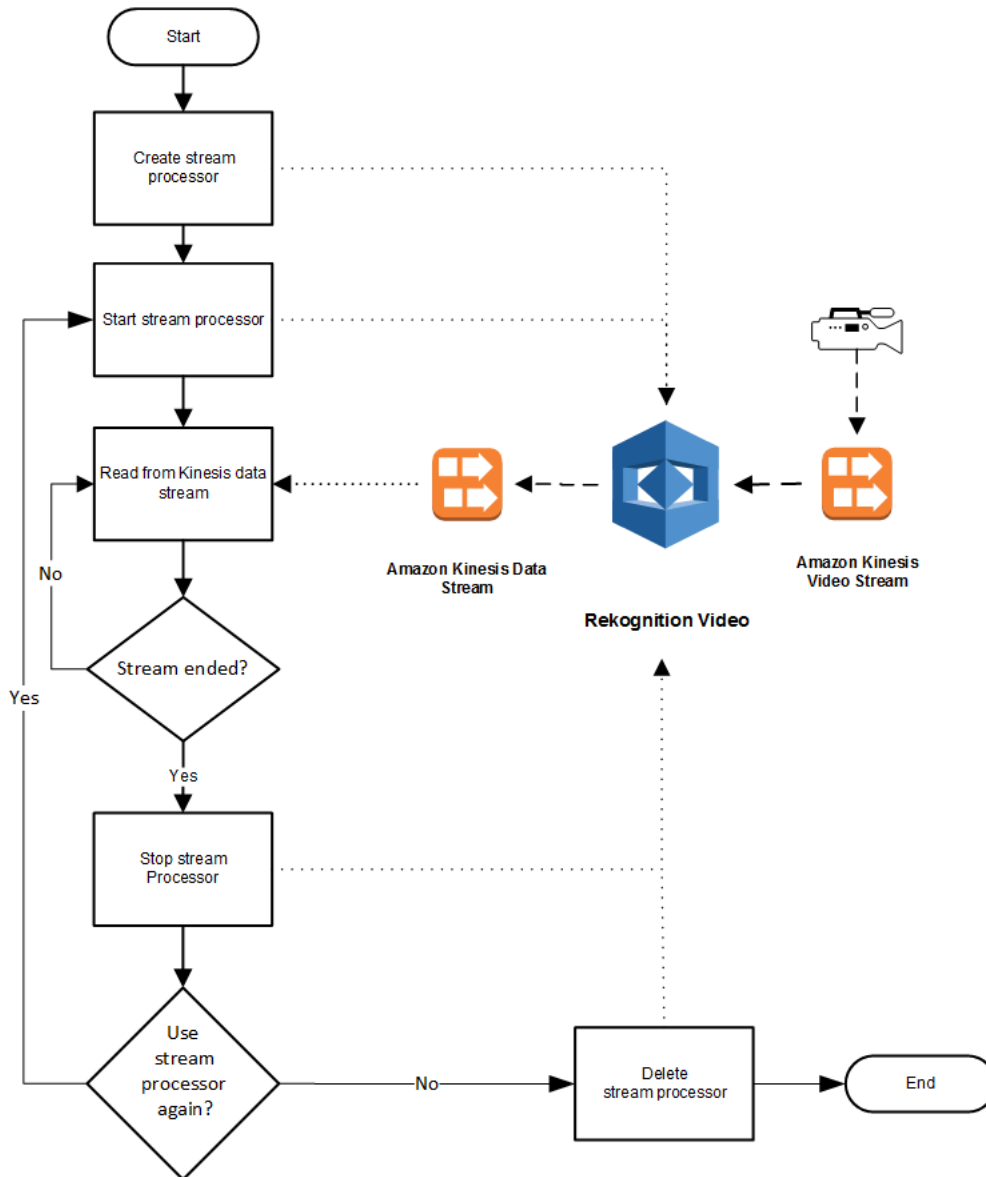 Start
Create stream
processor
Start stream processor
Read from Kinesis data
stream
Amazon Kinesis Data
Stream
Rekognition Video
Amazon Kinesis
Video Stream
No
Stream ended?
Yes
Yes
Stop stream
Processor
Use
stream
processor
again?
No
Delete
stream processor
End